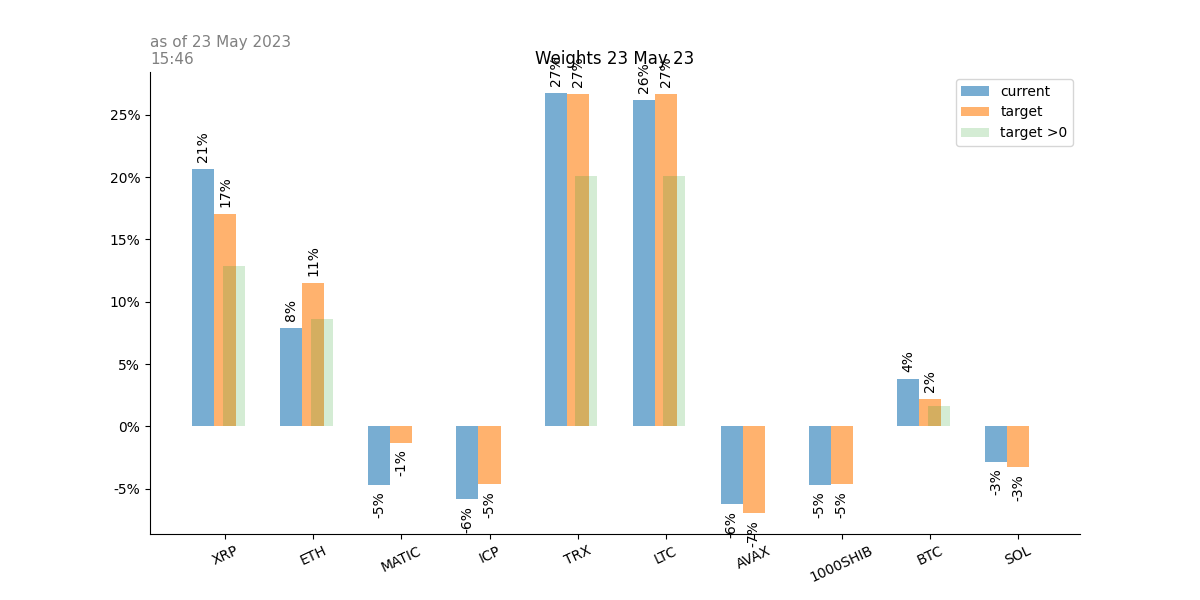 as of 23 May 2023
15:46
Weights 23 May 23
current
target
target >0
25%
20%
15%
10%
5%
0%
-5%
21%
17%
8%
11%
-5%
-1%
-6%
-5%
27%
27%
26%
27%
-6%
-7%
-5%
-5%
4%
2%
-3%
-3%
XRP
ETH
MATIC
ICP
TRX
LTC
AVAX
1000SHIB
BTC
SOL